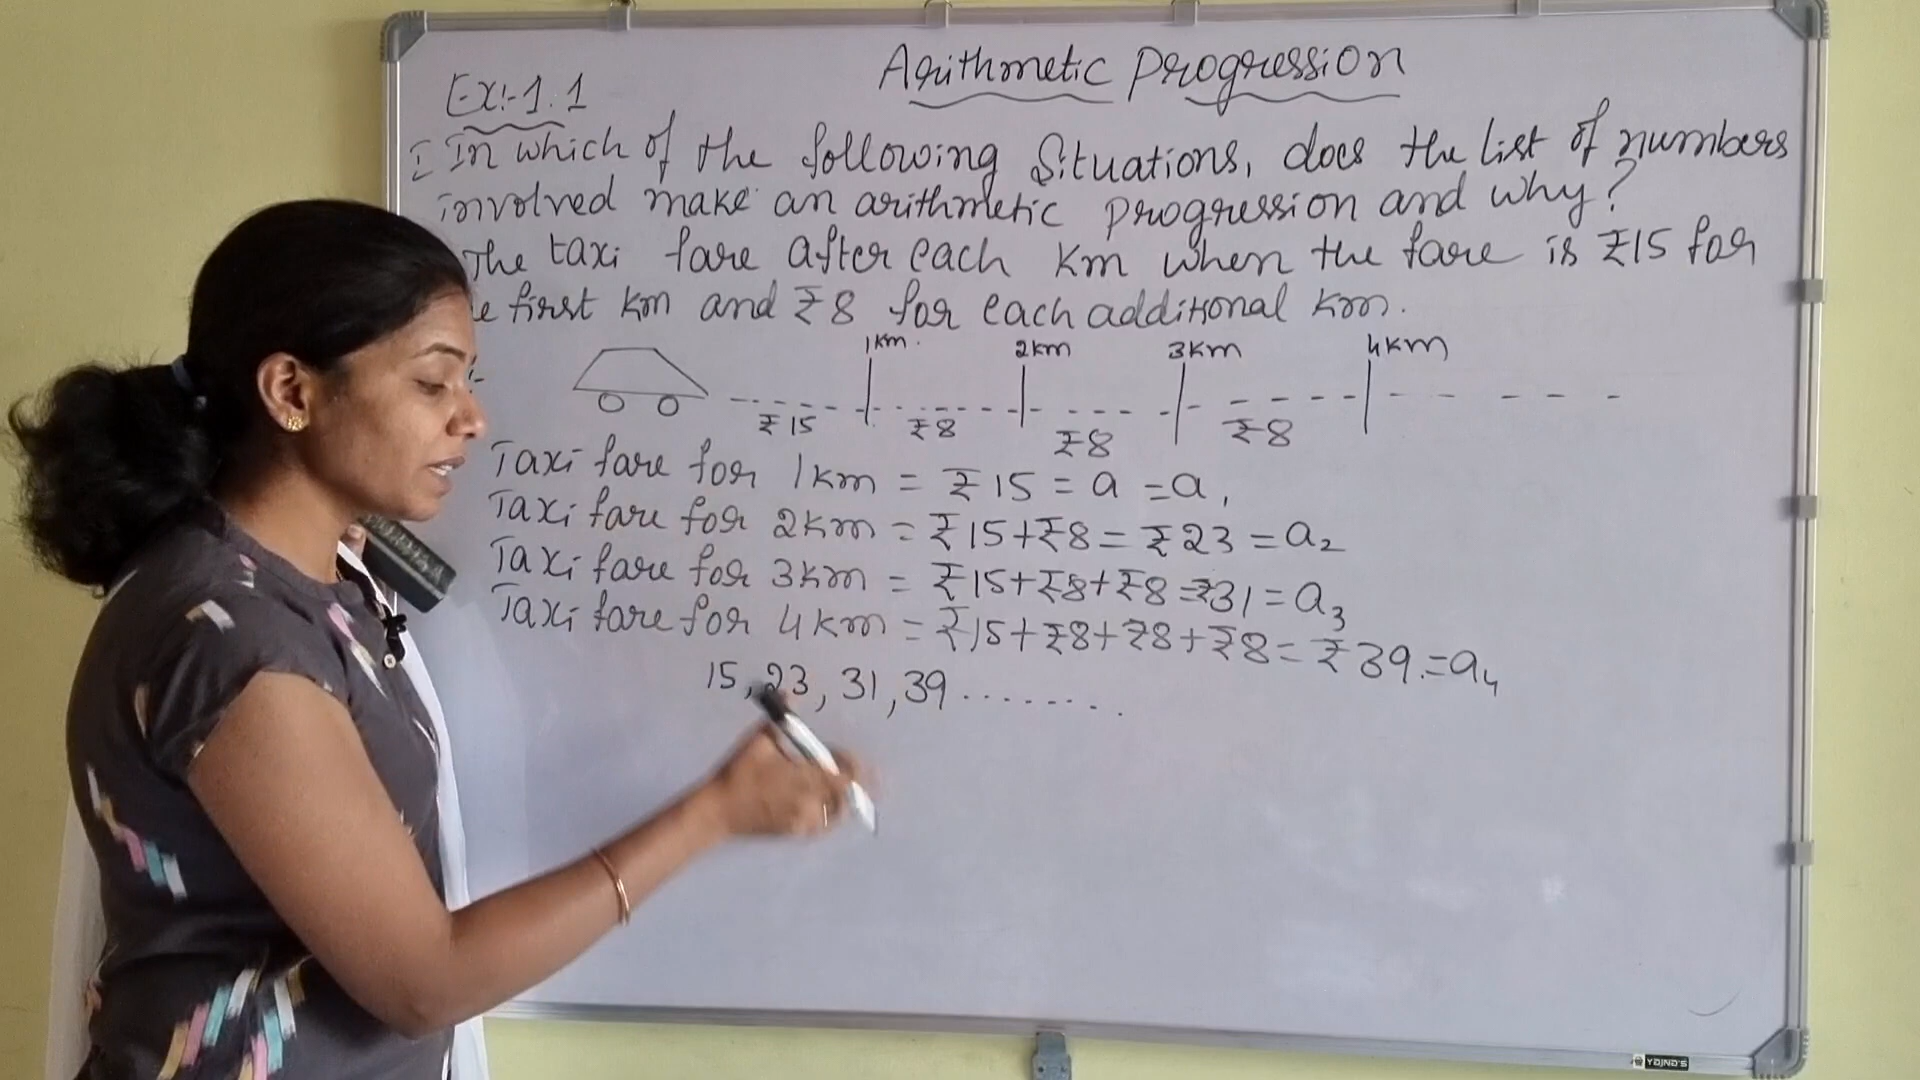 Arithmetic Progression
Ex:-1.1
I In which of the following Situations, does the list of numbers
involved make an arithmetic progression and why?
The taxi fare after each km when the fare is ₹15 for
first km and ₹8 for each additional km.
1km. 2km 3km 4km
₹15 ₹8 ₹8 ₹8
Taxi fare for 1km = ₹15 = a = a₁
Taxi fare for 2km = ₹15+₹8 = ₹23 = a₂
Taxi fare for 3km = ₹15+₹8+₹8 = ₹31 = a₃
Taxi fare for 4km = ₹15+₹8+₹8+₹8 = ₹39. = a₄
15, 23, 31, 39 .........
YAJNO'S